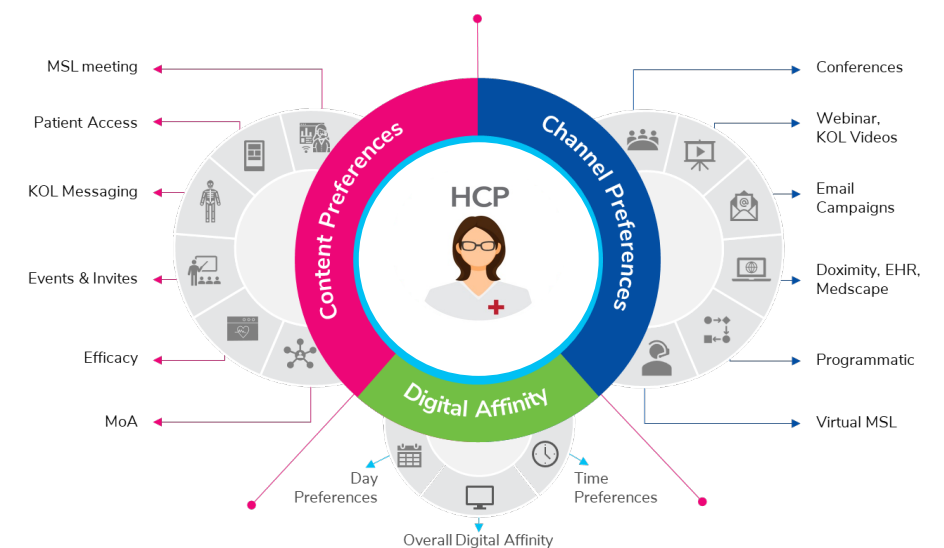 MSL meeting
Patient Access
KOL Messaging
Events & Invites
Efficacy
MoA
Content Preferences
HCP
Channel Preferences
Digital Affinity
Conferences
Webinar,
KOL Videos
Email
Campaigns
Doximity, EHR,
Medscape
Programmatic
Virtual MSL
Day
Preferences
Time
Preferences
Overall Digital Affinity